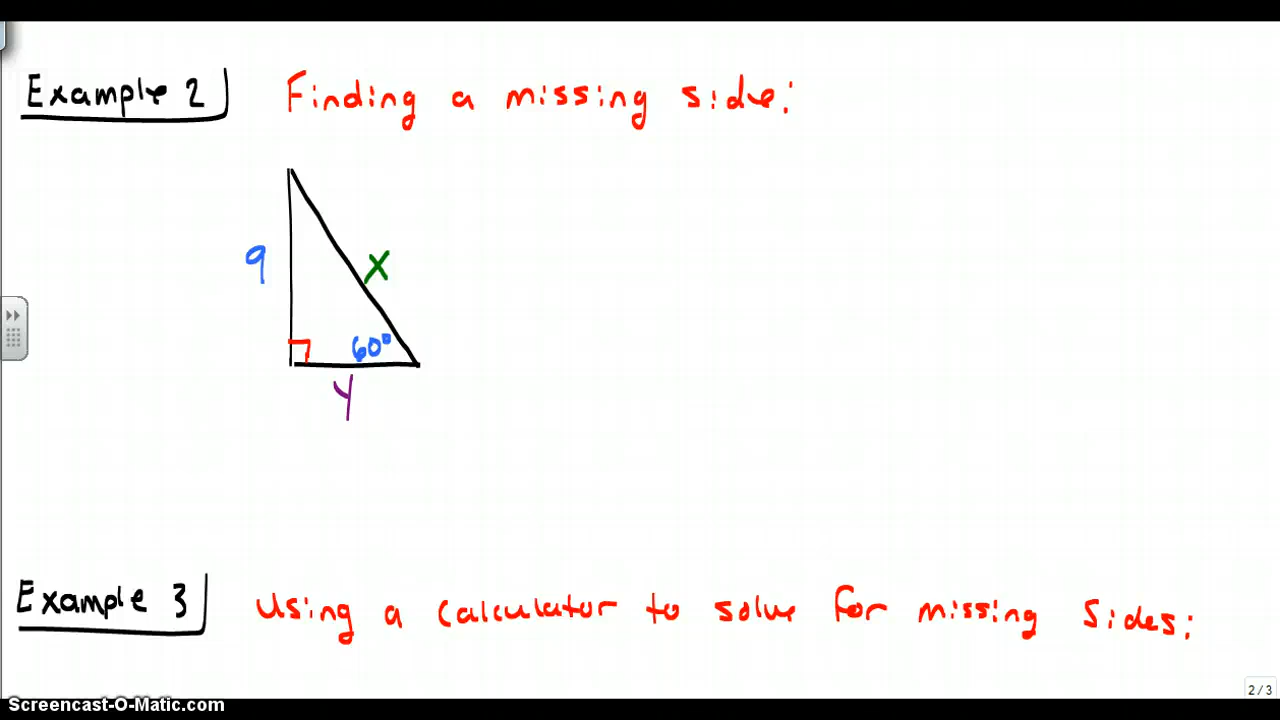 Example 2 Finding a missing side:
9 x
60°
y
Example 3 Using a calculator to solve for missing sides:
2/3
Screencast-O-Matic.com